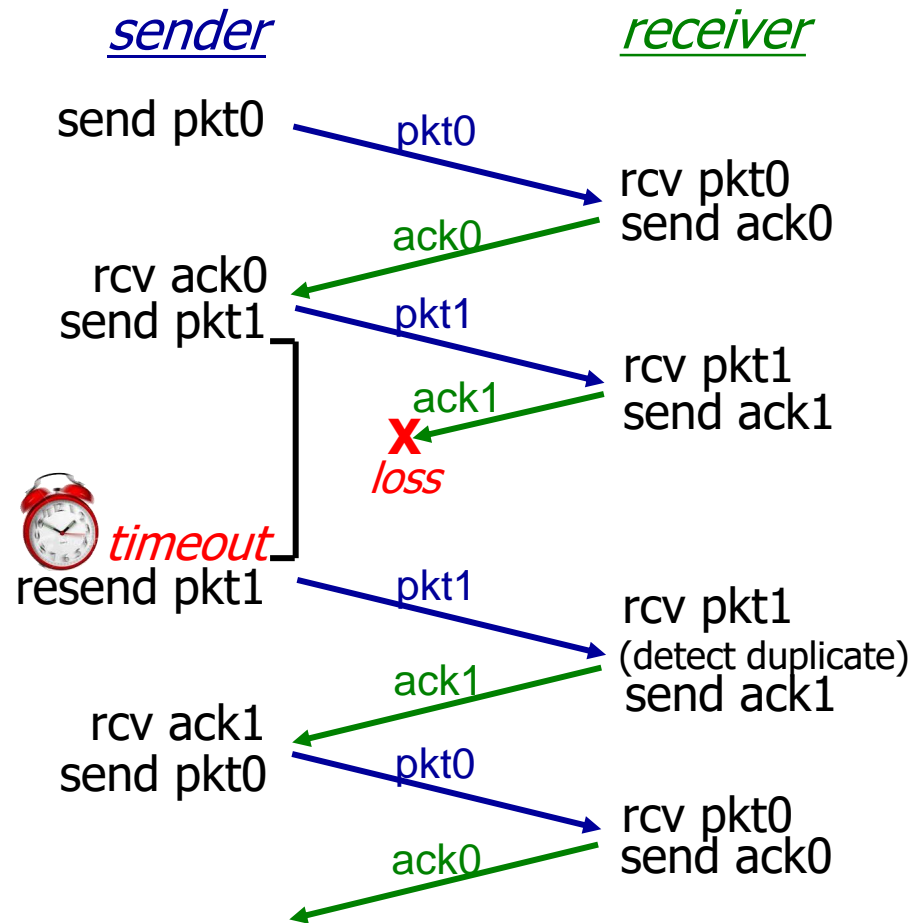 sender
receiver
send pkt0
pkt0
rcv pkt0
send ack0
ack0
rcv ack0
send pkt1
pkt1
rcv pkt1
send ack1
ack1
X
loss
timeout
resend pkt1
pkt1
rcv pkt1
(detect duplicate)
send ack1
ack1
rcv ack1
send pkt0
pkt0
rcv pkt0
send ack0
ack0